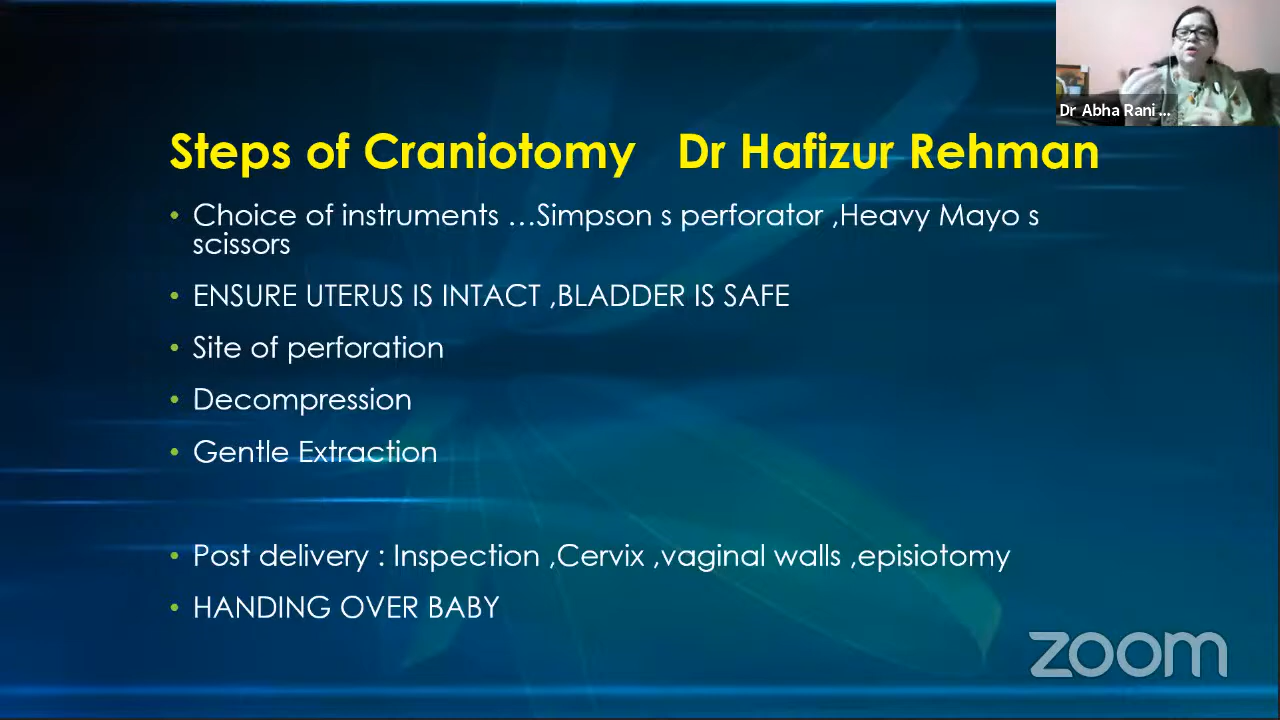 Dr Abha Rani ...
Steps of Craniotomy Dr Hafizur Rehman
• Choice of instruments …Simpson s perforator ,Heavy Mayo s
scissors
• ENSURE UTERUS IS INTACT ,BLADDER IS SAFE
• Site of perforation
• Decompression
• Gentle Extraction
• Post delivery : Inspection ,Cervix ,vaginal walls ,episiotomy
• HANDING OVER BABY
zoom